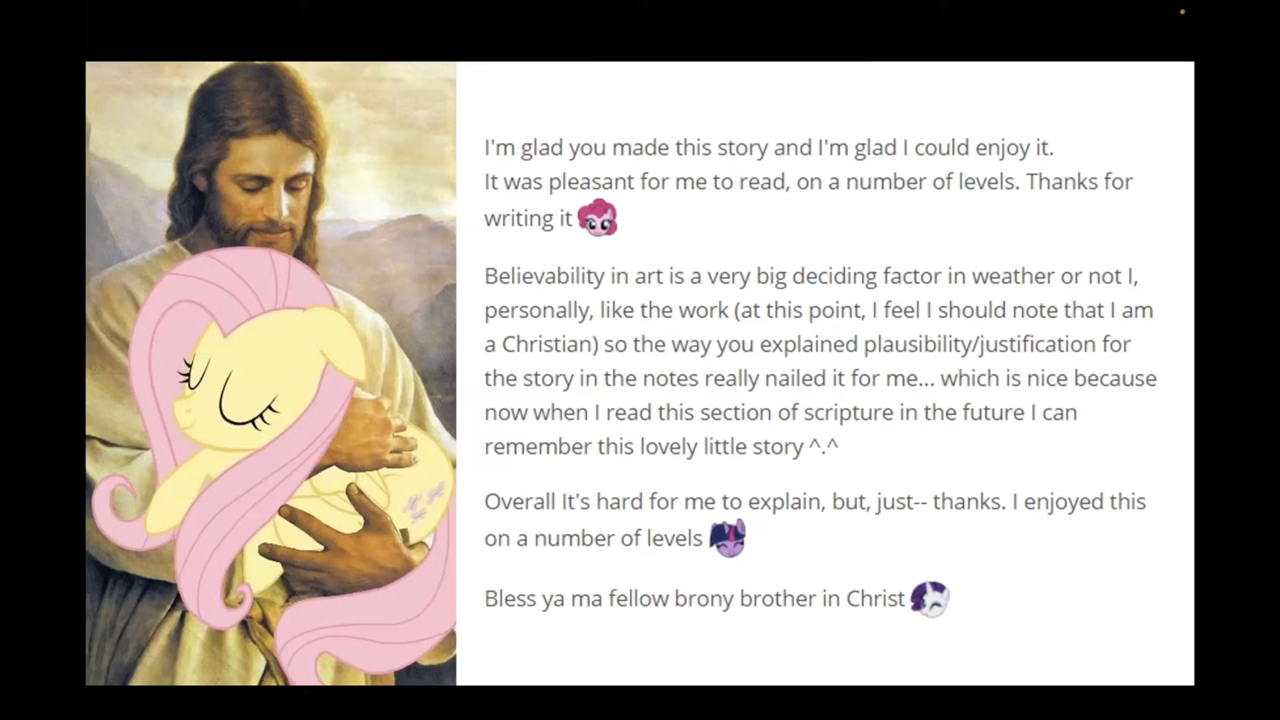 I'm glad you made this story and I'm glad I could enjoy it.
It was pleasant for me to read, on a number of levels. Thanks for
writing it
Believability in art is a very big deciding factor in weather or not I,
personally, like the work (at this point, I feel I should note that I am
a Christian) so the way you explained plausibility/justification for
the story in the notes really nailed it for me... which is nice because
now when I read this section of scripture in the future I can
remember this lovely little story ^.^
Overall It's hard for me to explain, but, just-- thanks. I enjoyed this
on a number of levels
Bless ya ma fellow brony brother in Christ